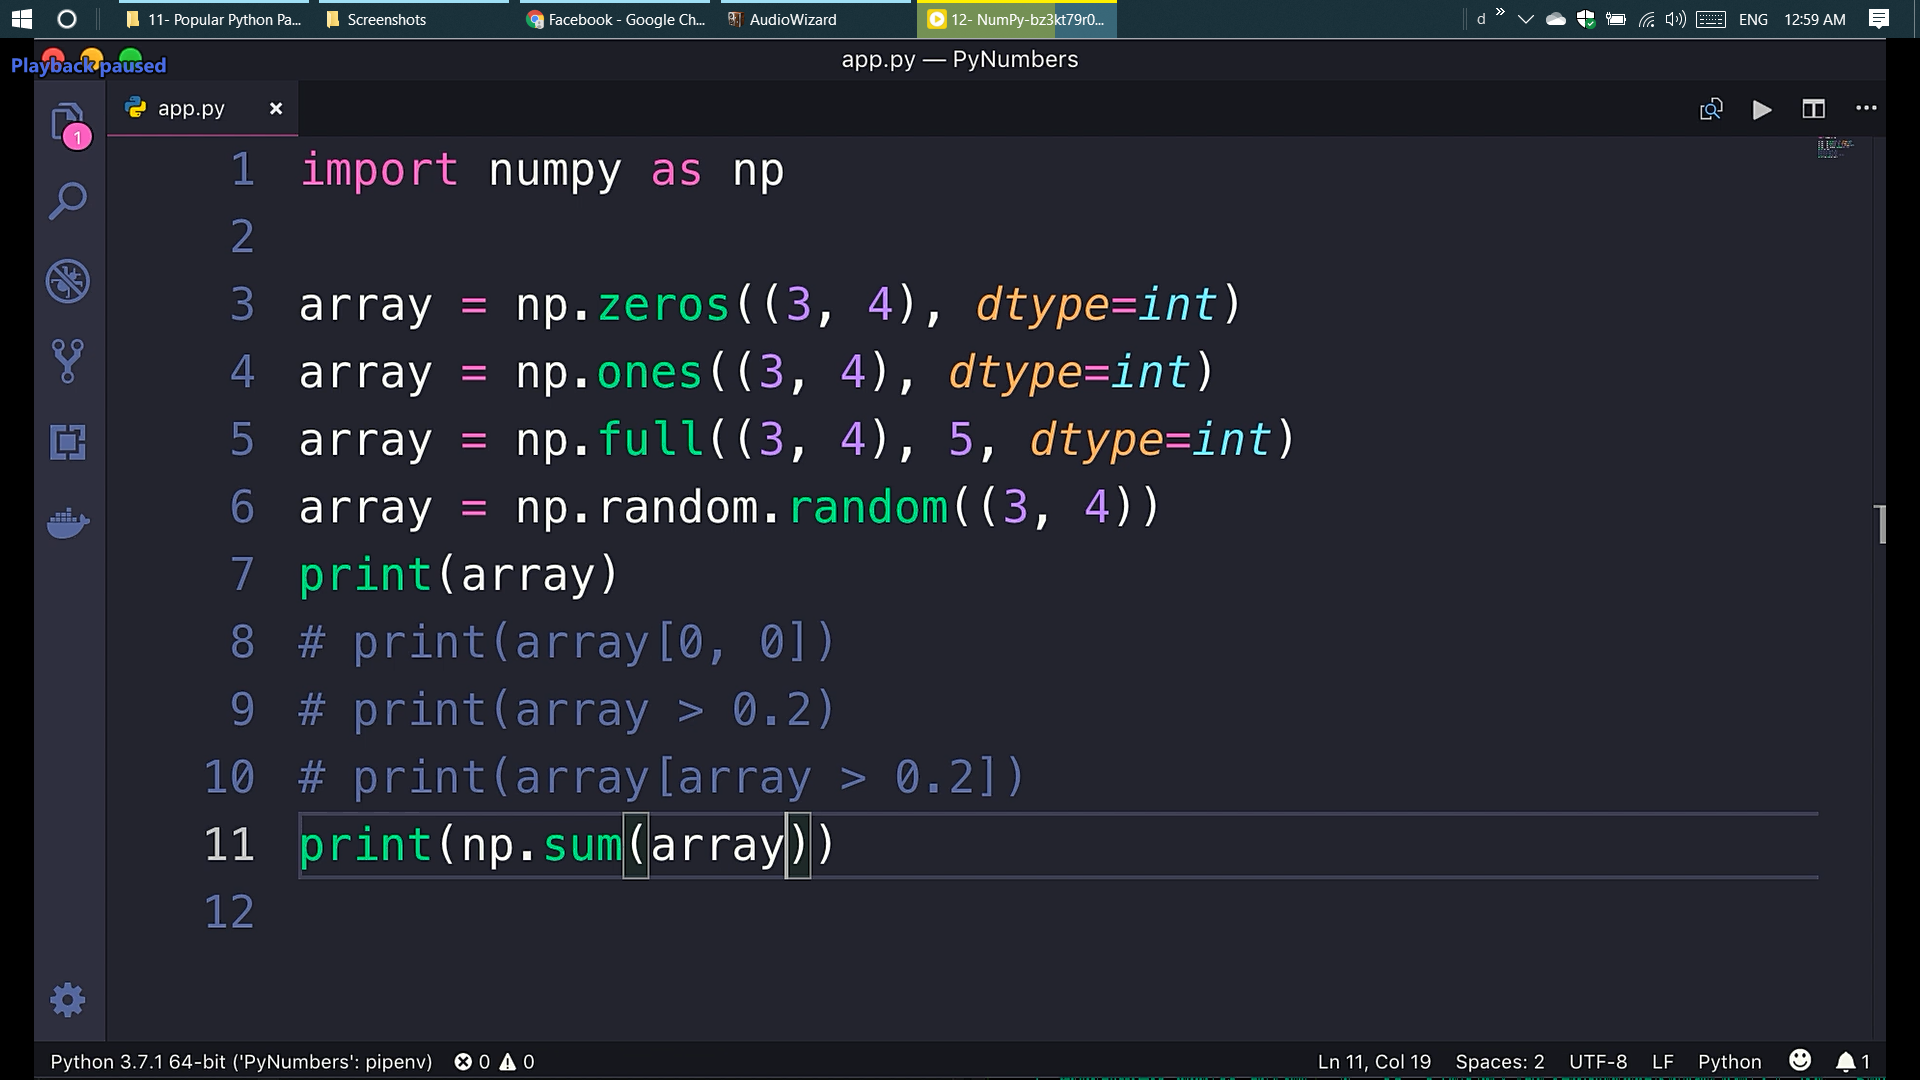 11- Popular Python Pa...
Screenshots
Facebook - Google Ch...
AudioWizard
12- NumPy-bz3kt79r0...
d
»
ENG
12:59 AM
Playback paused
app.py — PyNumbers
1
app.py ×
1 import numpy as np
2
3 array = np.zeros((3, 4), dtype=int)
4 array = np.ones((3, 4), dtype=int)
5 array = np.full((3, 4), 5, dtype=int)
6 array = np.random.random((3, 4))
7 print(array)
8 # print(array[0, 0])
9 # print(array > 0.2)
10 # print(array[array > 0.2])
11 print(np.sum(array))
12
Python 3.7.1 64-bit ('PyNumbers': pipenv) 0 0 Ln 11, Col 19 Spaces: 2 UTF-8 LF Python 1